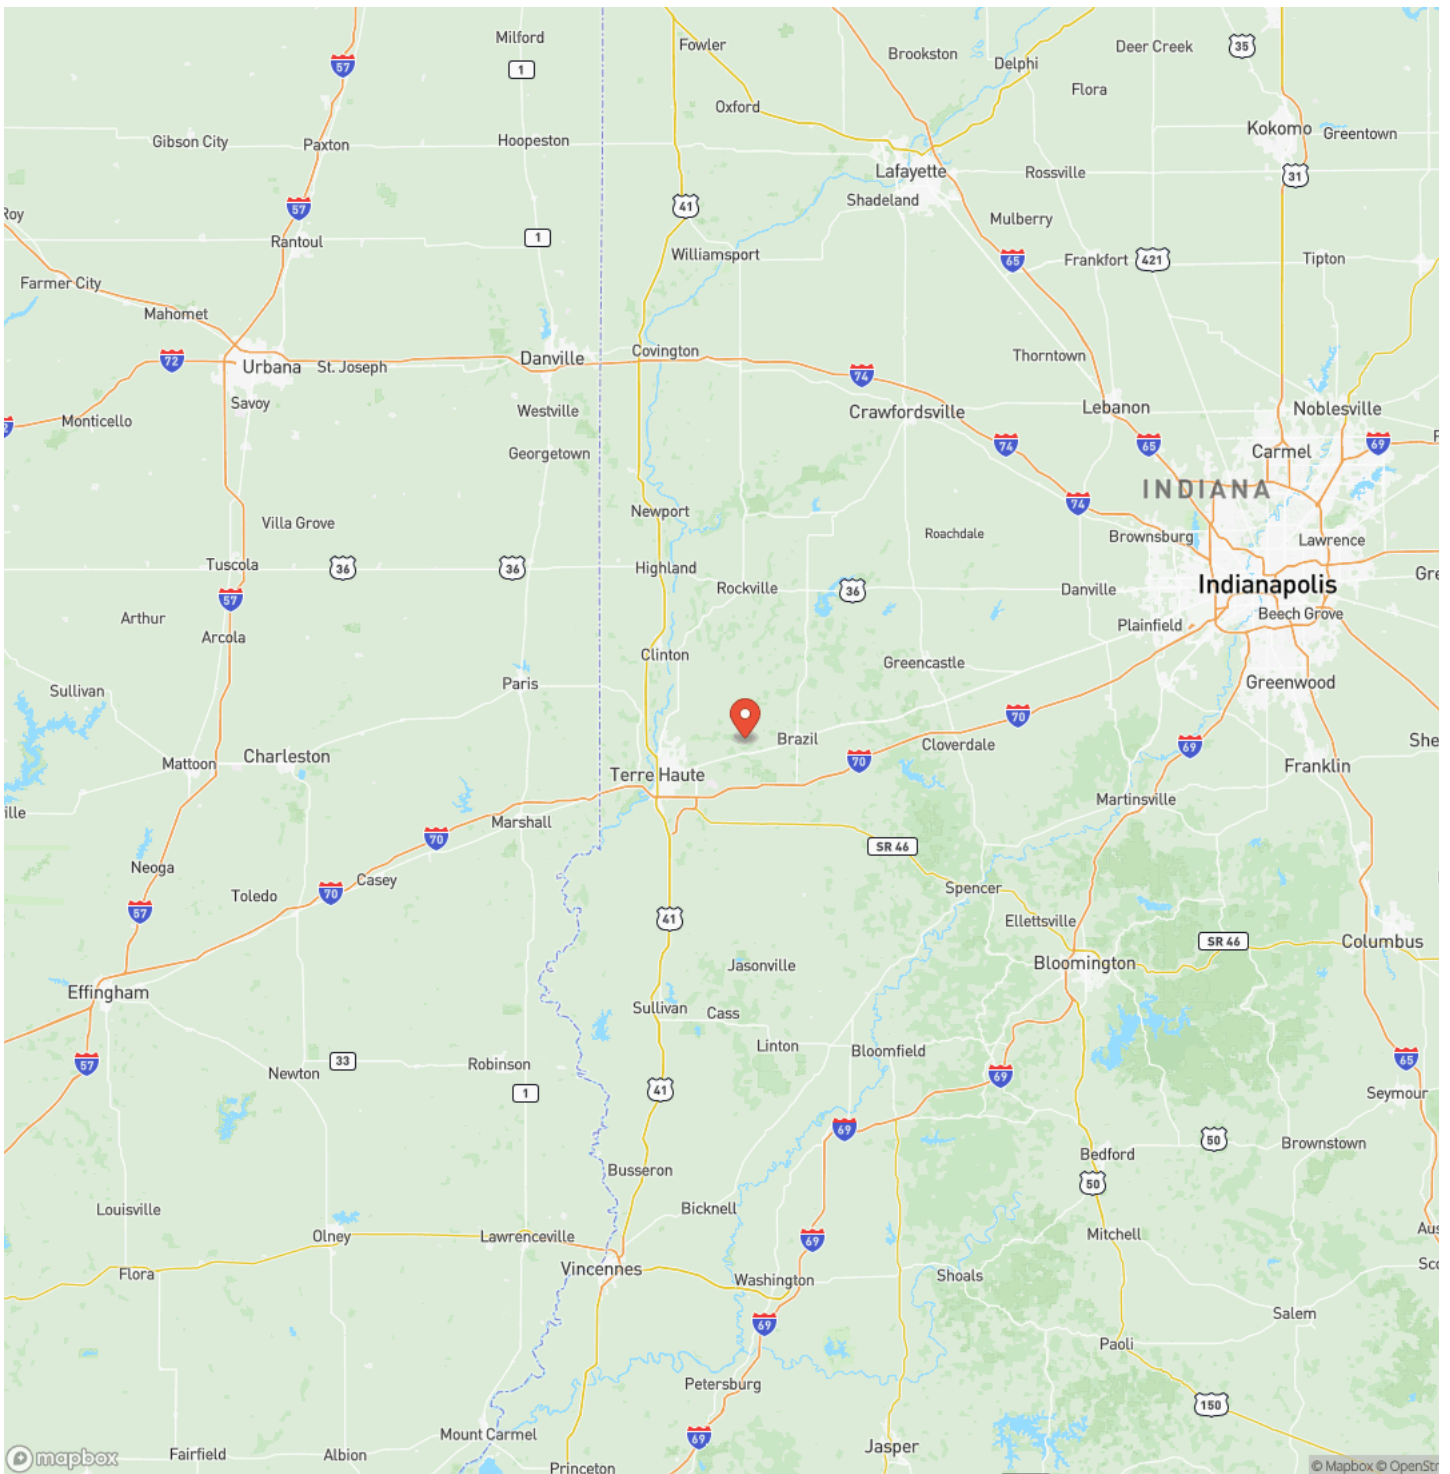 Milford
Fowler
Brookston
Deer Creek
35
57
1
Delphi
Flora
Oxford
Kokomo
Greentown
Gibson City
Paxton
Hoopeston
Lafayette
Rossville
31
Shadeland
57
41
Roy
Mulberry
Rantoul
1
Williamsport
65
Frankfort
421
Tipton
Farmer City
Mahomet
Covington
Thorntown
72
Urbana
St. Joseph
Danville
74
Savoy
Westville
Crawfordsville
Lebanon
Noblesville
Monticello
2
74
65
69
Georgetown
Carmel
INDIANA
74
Newport
Villa Grove
Roachdale
Brownsburg
Lawrence
Tuscola
36
36
Highland
Rockville
36
Danville
Indianapolis
Gre
57
Arthur
Arcola
Plainfield
Beech Grove
Clinton
Greencastle
Sullivan
Paris
Greenwood
70
Brazil
Cloverdale
69
She
Mattoon
Charleston
70
Franklin
Terre Haute
Martinsville
ille
Marshall
70
SR 46
Neoga
Casey
Toledo
70
Spencer
57
41
Ellettsville
SR 46
Columbus
Jasonville
Bloomington
Effingham
Sullivan
Cass
Linton
Bloomfield
57
33
Newton
Robinson
1
41
69
65
Seymour
69
50
Brownstown
Bedford
Busseron
50
Louisville
Bicknell
Olney
Lawrenceville
69
Mitchell
Aus
Vincennes
Flora
Washington
Shoals
Sco
69
Salem
Paoli
Petersburg
150
Mount Carmel
69
Jasper
mapbox
Fairfield
Albion
Princeton
© Mapbox © OpenStr